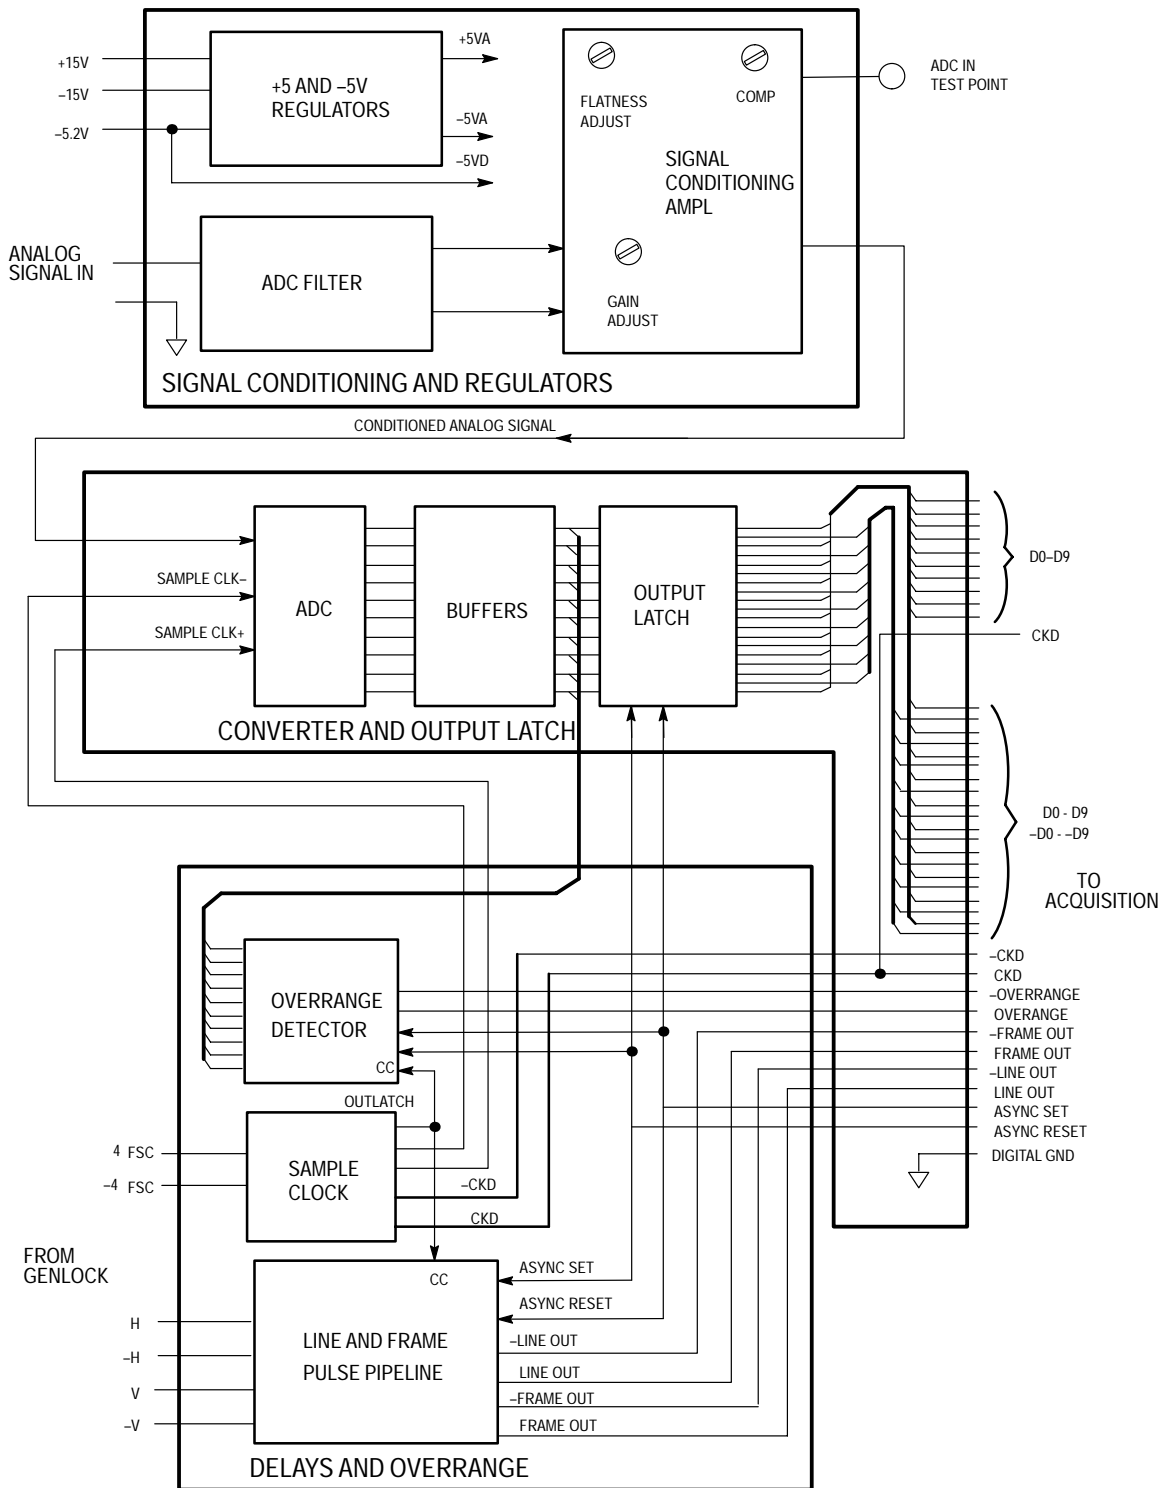 +15V
–15V
–5.2V
+5 AND –5V
REGULATORS
+5VA
–5VA
–5VD
FLATNESS
ADJUST
COMP
SIGNAL
CONDITIONING
AMPL
GAIN
ADJUST
ADC IN
TEST POINT
ANALOG
SIGNAL IN
ADC FILTER
SIGNAL CONDITIONING AND REGULATORS
CONDITIONED ANALOG SIGNAL
SAMPLE CLK–
SAMPLE CLK+
ADC
BUFFERS
OUTPUT
LATCH
D0–D9
CKD
CONVERTER AND OUTPUT LATCH
D0 - D9
–D0 - –D9
TO
ACQUISITION
–CKD
CKD
–OVERRANGE
OVERANGE
–FRAME OUT
FRAME OUT
–LINE OUT
LINE OUT
ASYNC SET
ASYNC RESET
DIGITAL GND
OVERRANGE
DETECTOR
CC
OUTLATCH
4 FSC
–4 FSC
SAMPLE
CLOCK
–CKD
CKD
FROM
GENLOCK
H
–H
V
–V
CC
LINE AND FRAME
PULSE PIPELINE
ASYNC SET
ASYNC RESET
–LINE OUT
LINE OUT
–FRAME OUT
FRAME OUT
DELAYS AND OVERRANGE